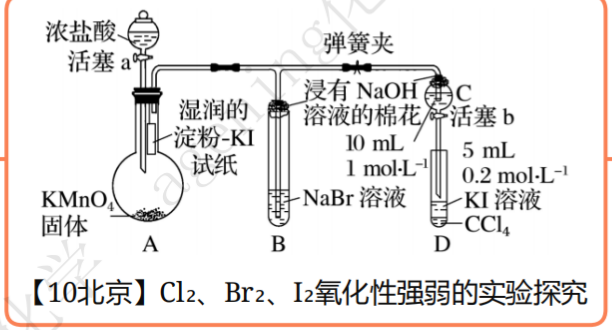 浓盐酸
活塞 a
湿润的
淀粉-KI
试纸
KMnO₄
固体
A
浸有 NaOH
溶液的棉花
NaBr 溶液
B
弹簧夹
C
活塞 b
10 mL
1 mol·L⁻¹
5 mL
0.2 mol·L⁻¹
KI 溶液
CCl₄
D
【10北京】Cl₂、Br₂、I₂氧化性强弱的实验探究